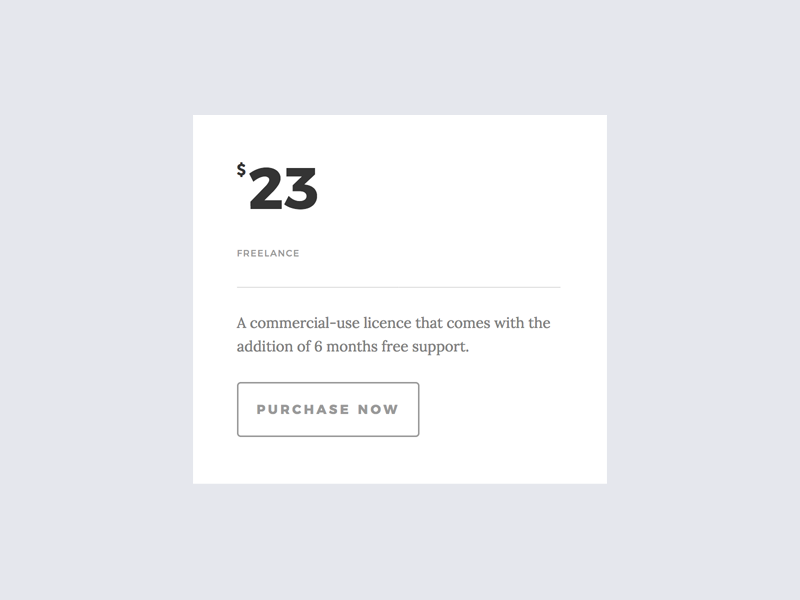 $23
FREELANCE
A commercial-use licence that comes with the
addition of 6 months free support.
PURCHASE NOW